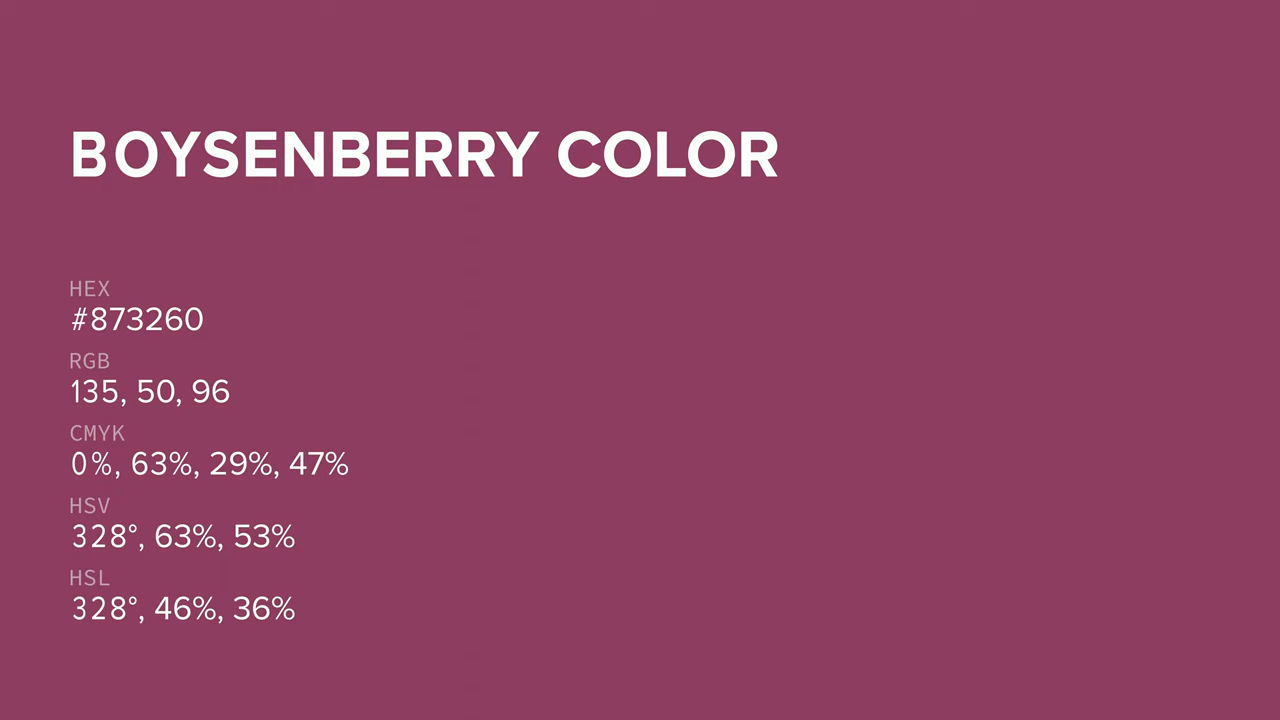 BOYSENBERRY COLOR
HEX
#873260
RGB
135, 50, 96
CMYK
0%, 63%, 29%, 47%
HSV
328°, 63%, 53%
HSL
328°, 46%, 36%